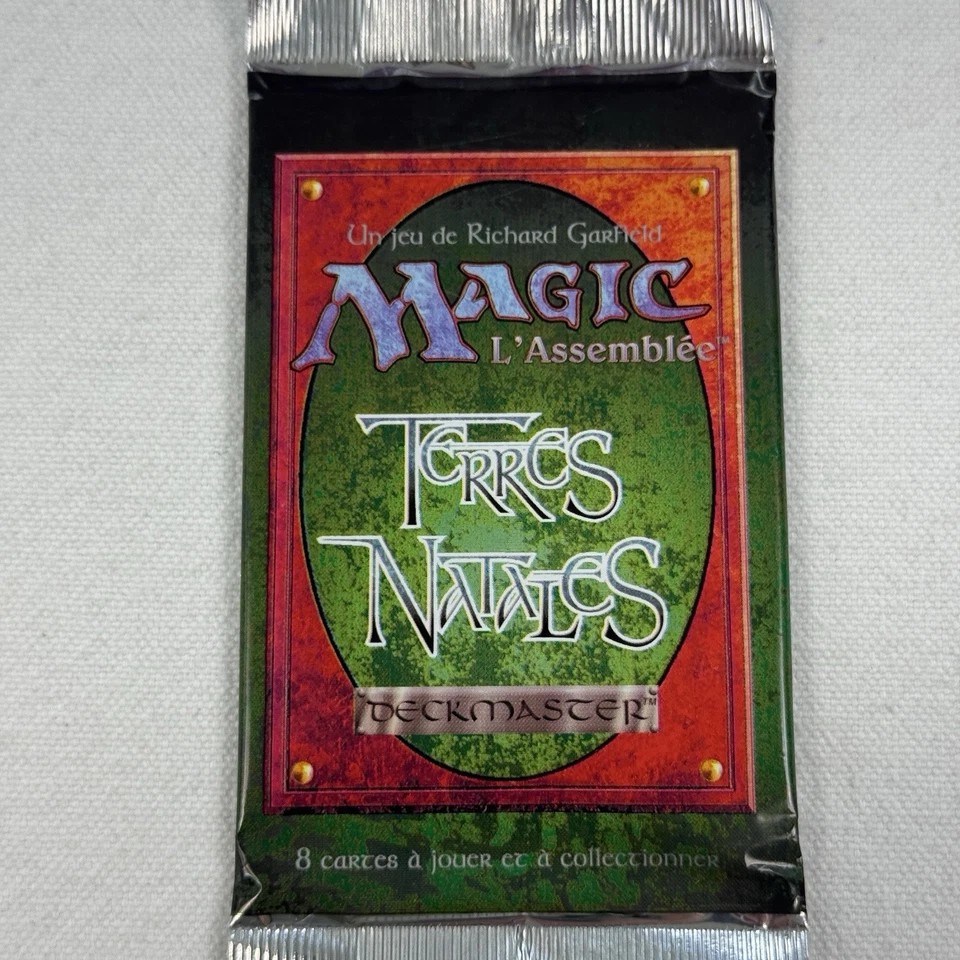 Un jeu de Richard Garfield
MAGIC
L'Assemblée™
TERRES
NATALES
DECKMASTER™
8 cartes à jouer et à collectionner